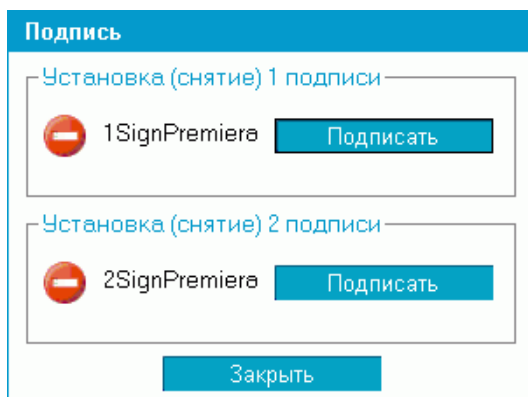 Подпись
Установка (снятие) 1 подписи
1SignPremiera Подписать
Установка (снятие) 2 подписи
2SignPremiera Подписать
Закрыть